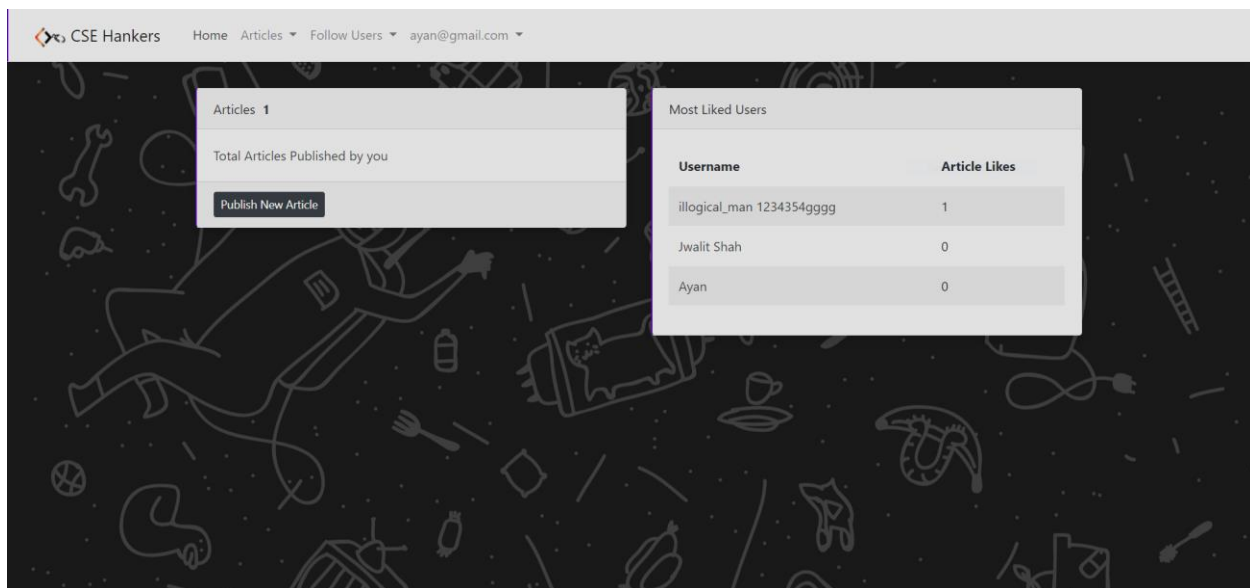 CSE Hankers Home Articles Follow Users ayan@gmail.com
Articles 1
Total Articles Published by you
Publish New Article
Most Liked Users
Username Article Likes
illogical_man 1234354gggg 1
Jwalit Shah 0
Ayan 0